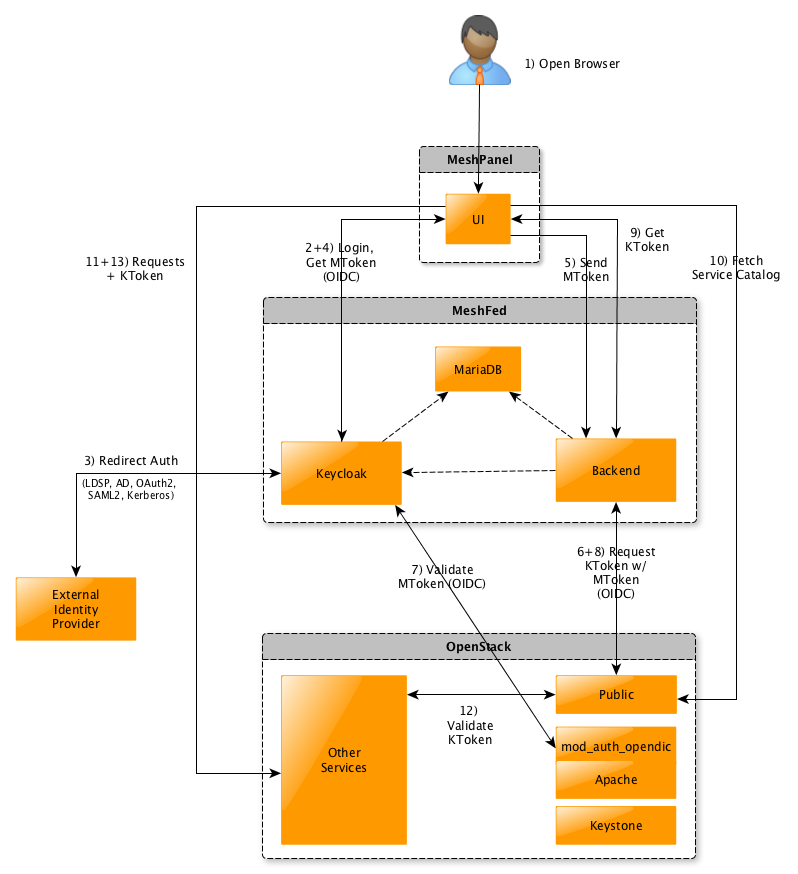 1) Open Browser
MeshPanel
UI
2+4) Login,
Get MToken
(OIDC)
9) Get
KToken
5) Send
MToken
10) Fetch
Service Catalog
11+13) Requests
+ KToken
MeshFed
MariaDB
Keycloak
Backend
3) Redirect Auth
(LDSP, AD, OAuth2,
SAML2, Kerberos)
External
Identity
Provider
7) Validate
MToken (OIDC)
6+8) Request
KToken w/
MToken
(OIDC)
OpenStack
Other
Services
12)
Validate
KToken
Public
mod_auth_opendic
Apache
Keystone